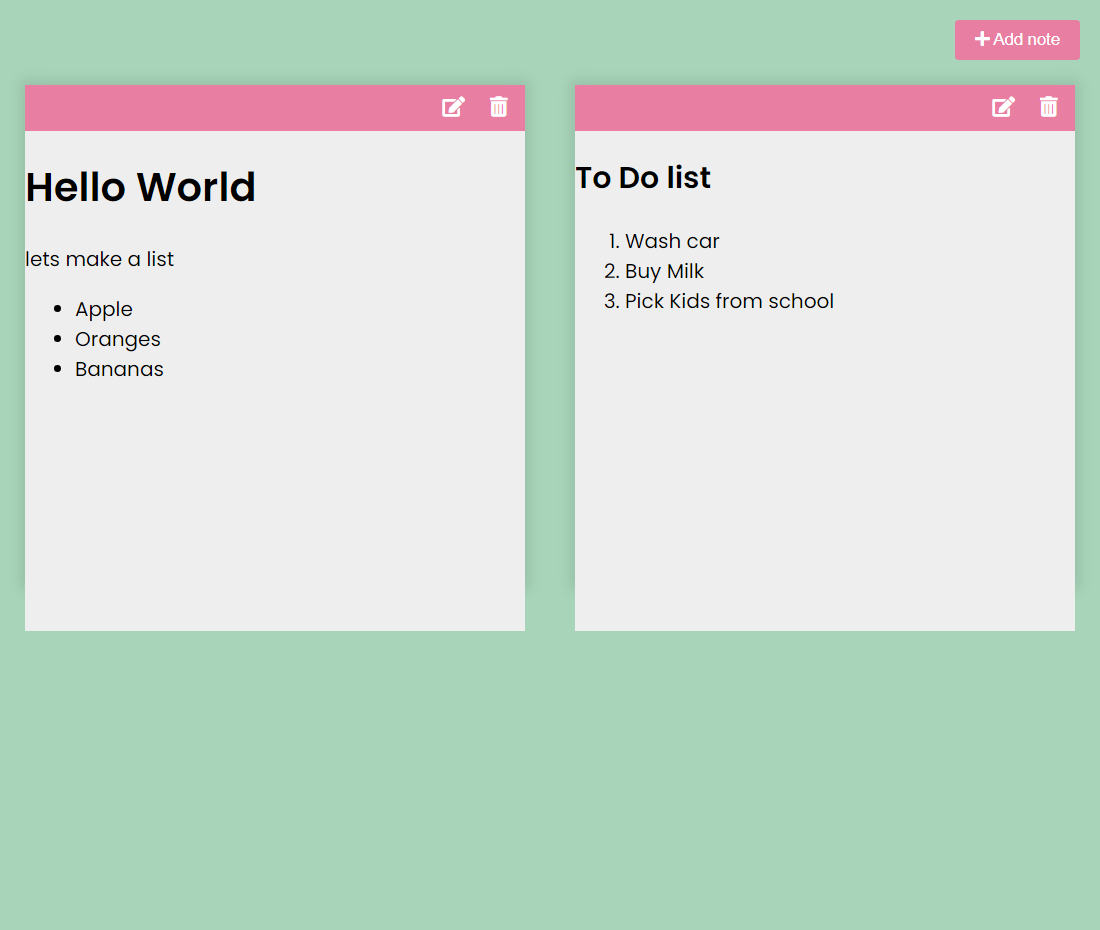 Add note
Hello World
lets make a list
Apple
Oranges
Bananas
To Do list
1. Wash car
2. Buy Milk
3. Pick Kids from school